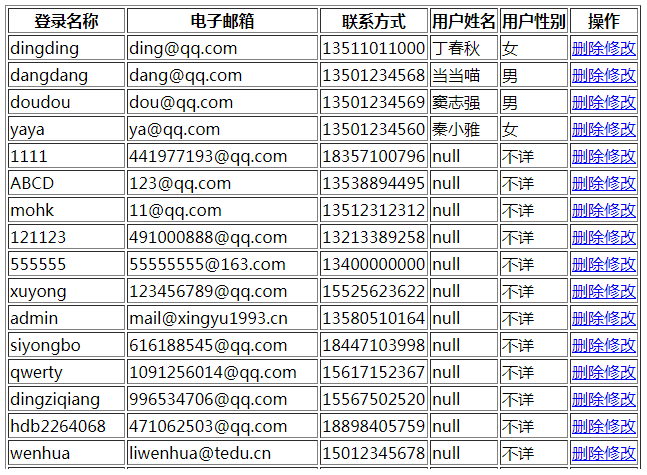 登录名称 电子邮箱 联系方式 用户姓名 用户性别 操作
dingding ding@qq.com 13511011000 丁春秋 女 删除修改
dangdang dang@qq.com 13501234568 当当喵 男 删除修改
doudou dou@qq.com 13501234569 窦志强 男 删除修改
yaya ya@qq.com 13501234560 秦小雅 女 删除修改
1111 441977193@qq.com 18357100796 null 不详 删除修改
ABCD 123@qq.com 13538894495 null 不详 删除修改
mohk 11@qq.com 13512312312 null 不详 删除修改
121123 491000888@qq.com 13213389258 null 不详 删除修改
555555 55555555@163.com 13400000000 null 不详 删除修改
xuyong 123456789@qq.com 15525623622 null 不详 删除修改
admin mail@xingyu1993.cn 13580510164 null 不详 删除修改
siyongbo 616188545@qq.com 18447103998 null 不详 删除修改
qwerty 1091256014@qq.com 15617152367 null 不详 删除修改
dingziqiang 996534706@qq.com 15567502520 null 不详 删除修改
hdb2264068 471062503@qq.com 18898405759 null 不详 删除修改
wenhua liwenhua@tedu.cn 15012345678 null 不详 删除修改